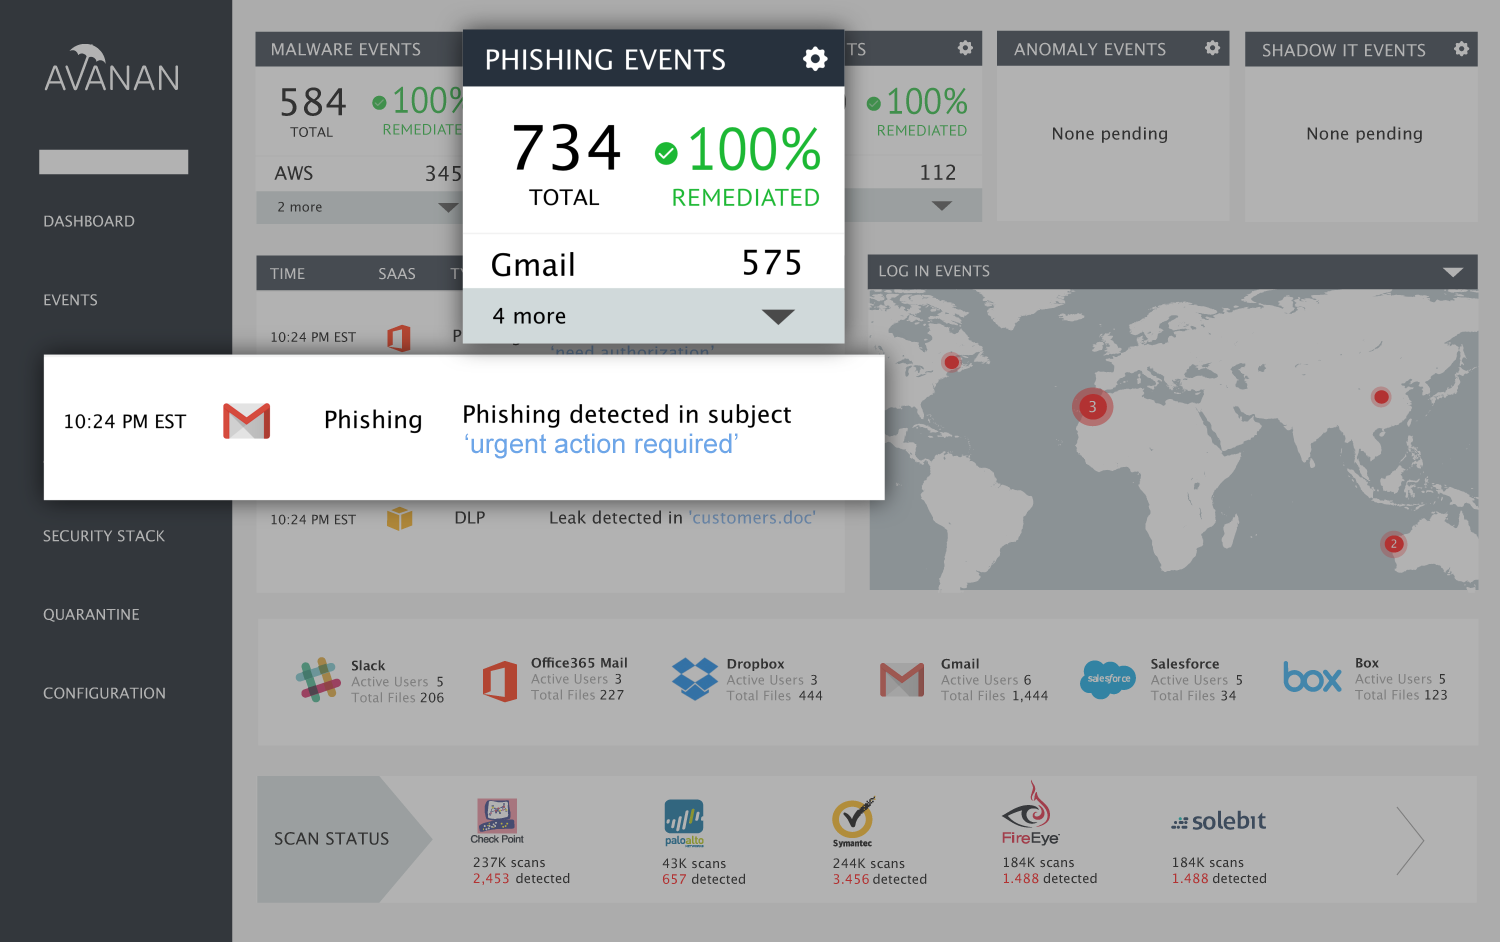 AVANAN
DASHBOARD
EVENTS
SECURITY STACK
QUARANTINE
CONFIGURATION
MALWARE EVENTS
584
TOTAL
100%
REMEDIATE
AWS 345
2 more
PHISHING EVENTS
734
TOTAL
100%
REMEDIATED
Gmail 575
4 more
TS
100%
REMEDIATED
112
ANOMALY EVENTS
None pending
SHADOW IT EVENTS
None pending
TIME SAAS TY
10:24 PM EST P
'need authorization'
10:24 PM EST Phishing Phishing detected in subject
‘urgent action required’
10:24 PM EST DLP Leak detected in 'customers.doc'
LOG IN EVENTS
3
2
Slack
Active Users 5
Total Files 206
Office365 Mail
Active Users 3
Total Files 227
Dropbox
Active Users 3
Total Files 444
Gmail
Active Users 6
Total Files 1,444
salesforce
Salesforce
Active Users 5
Total Files 34
box
Box
Active Users 5
Total Files 123
SCAN STATUS
Check Point
237K scans
2,453 detected
paloalto
43K scans
657 detected
Symantec
244K scans
3.456 detected
FireEye
184K scans
1.488 detected
solebit
184K scans
1.488 detected